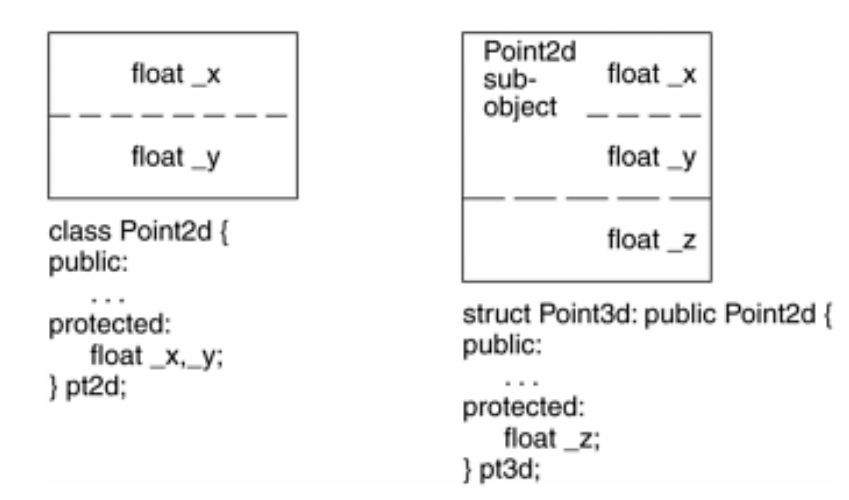 float _x
float _y
class Point2d {
public:
. . .
protected:
float _x,_y;
} pt2d;
Point2d
sub-
object
float _x
float _y
float _z
struct Point3d: public Point2d {
public:
. . .
protected:
float _z;
} pt3d;